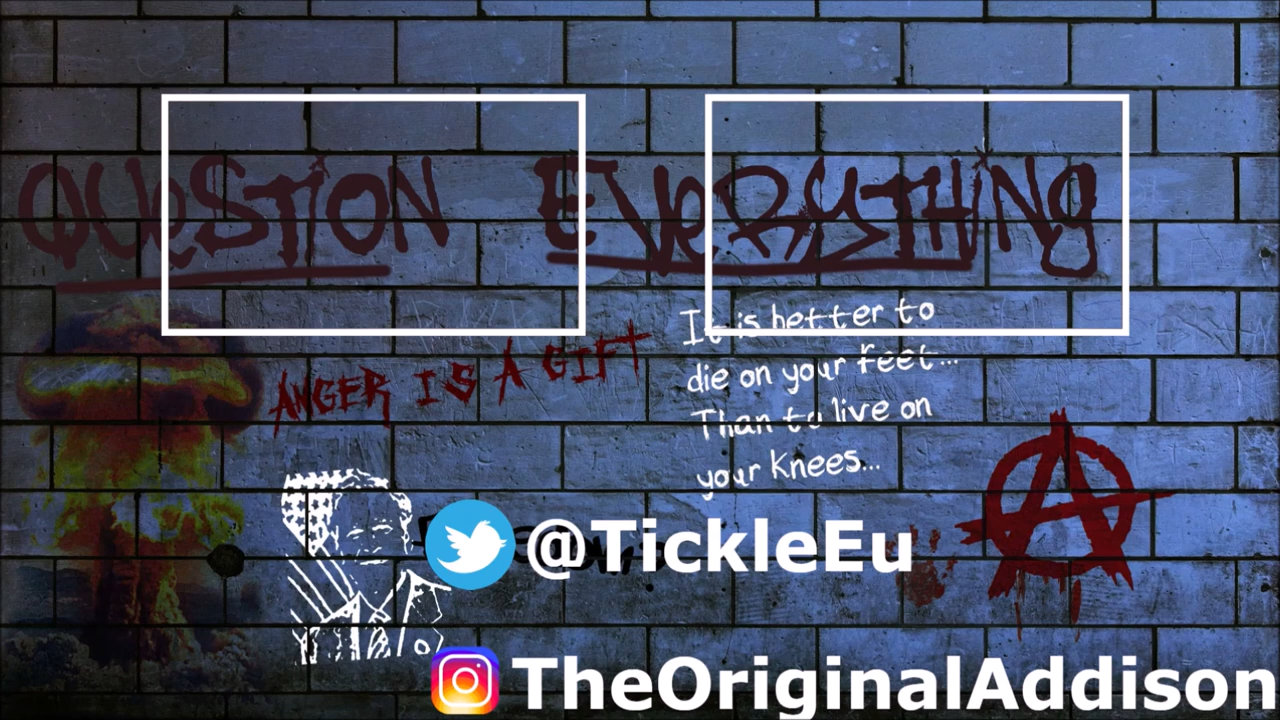 QUeSTiON EVeRYTHiNg
ANGER IS A GIFT
It is better to
die on your feet...
Than to live on
your Knees...
@TickleEu
TheOriginalAddison